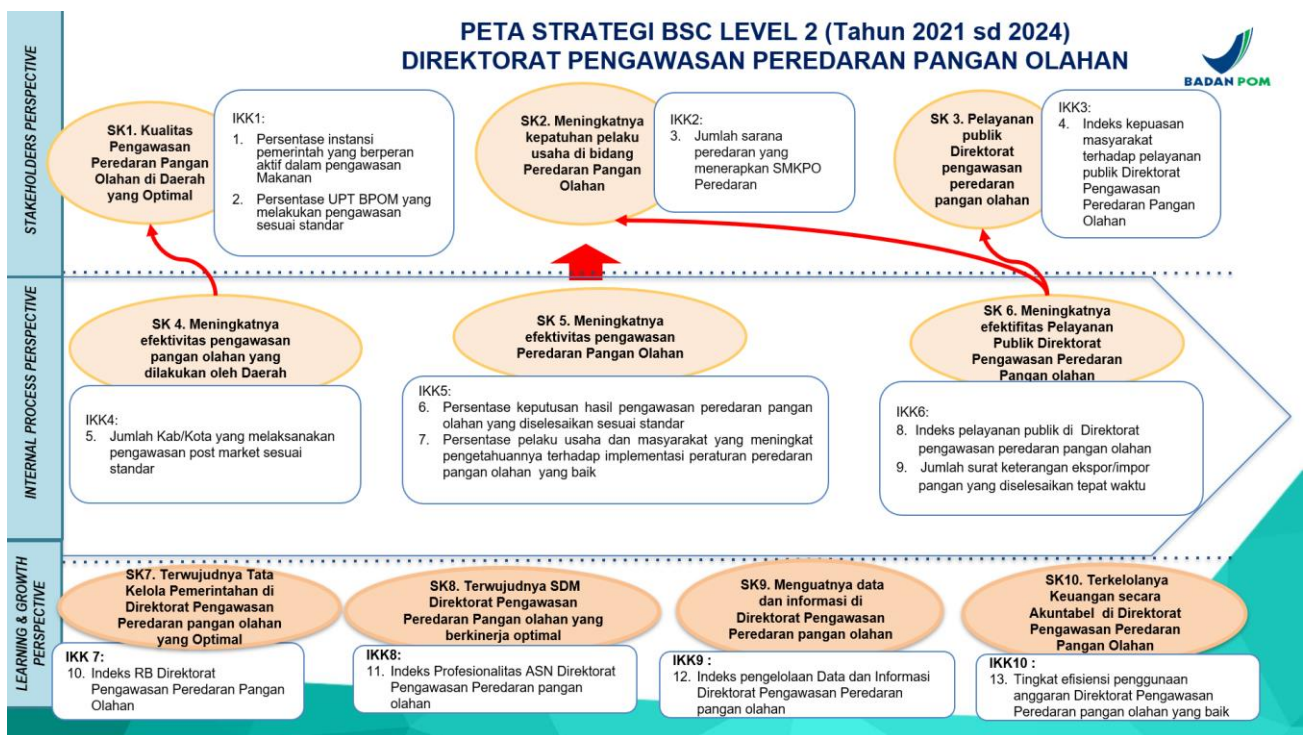 PETA STRATEGI BSC LEVEL 2 (Tahun 2021 sd 2024)
DIREKTORAT PENGAWASAN PEREDARAN PANGAN OLAHAN
BADAN POM
STAKEHOLDERS PERSPECTIVE
SK1. Kualitas
Pengawasan
Peredaran Pangan
Olahan di Daerah
yang Optimal
IKK1:
1. Persentase instansi
pemerintah yang berperan
aktif dalam pengawasan
Makanan
2. Persentase UPT BPOM yang
melakukan pengawasan
sesuai standar
SK2. Meningkatnya
kepatuhan pelaku
usaha di bidang
Peredaran Pangan
Olahan
IKK2:
3. Jumlah sarana
peredaran yang
menerapkan SMKPO
Peredaran
SK 3. Pelayanan
publik
Direktorat
pengawasan
peredaran
pangan olahan
IKK3:
4. Indeks kepuasan
masyarakat
terhadap pelayanan
publik Direktorat
Pengawasan
Peredaran Pangan
Olahan
INTERNAL PROCESS PERSPECTIVE
SK 4. Meningkatnya
efektivitas pengawasan
pangan olahan yang
dilakukan oleh Daerah
IKK4:
5. Jumlah Kab/Kota yang melaksanakan
pengawasan post market sesuai
standar
SK 5. Meningkatnya
efektivitas pengawasan
Peredaran Pangan Olahan
IKK5:
6. Persentase keputusan hasil pengawasan peredaran pangan
olahan yang diselesaikan sesuai standar
7. Persentase pelaku usaha dan masyarakat yang meningkat
pengetahuannya terhadap implementasi peraturan peredaran
pangan olahan yang baik
SK 6. Meningkatnya
efektifitas Pelayanan
Publik Direktorat
Pengawasan Peredaran
Pangan olahan
IKK6:
8. Indeks pelayanan publik di Direktorat
pengawasan peredaran pangan olahan
9. Jumlah surat keterangan ekspor/impor
pangan yang diselesaikan tepat waktu
LEARNING & GROWTH
PERSPECTIVE
SK7. Terwujudnya Tata
Kelola Pemerintahan di
Direktorat Pengawasan
Peredaran pangan olahan
yang Optimal
IKK 7:
10. Indeks RB Direktorat
Pengawasan Peredaran Pangan
Olahan
SK8. Terwujudnya SDM
Direktorat Pengawasan
Peredaran Pangan olahan yang
berkinerja optimal
IKK8:
11. Indeks Profesionalitas ASN Direktorat
Pengawasan Peredaran pangan
olahan
SK9. Menguatnya data
dan informasi di
Direktorat Pengawasan
Peredaran pangan olahan
IKK9 :
12. Indeks pengelolaan Data dan Informasi
Direktorat Pengawasan Peredaran
pangan olahan
SK10. Terkelolanya
Keuangan secara
Akuntabel di Direktorat
Pengawasan Peredaran
Pangan Olahan
IKK10 :
13. Tingkat efisiensi penggunaan
anggaran Direktorat Pengawasan
Peredaran pangan olahan yang baik